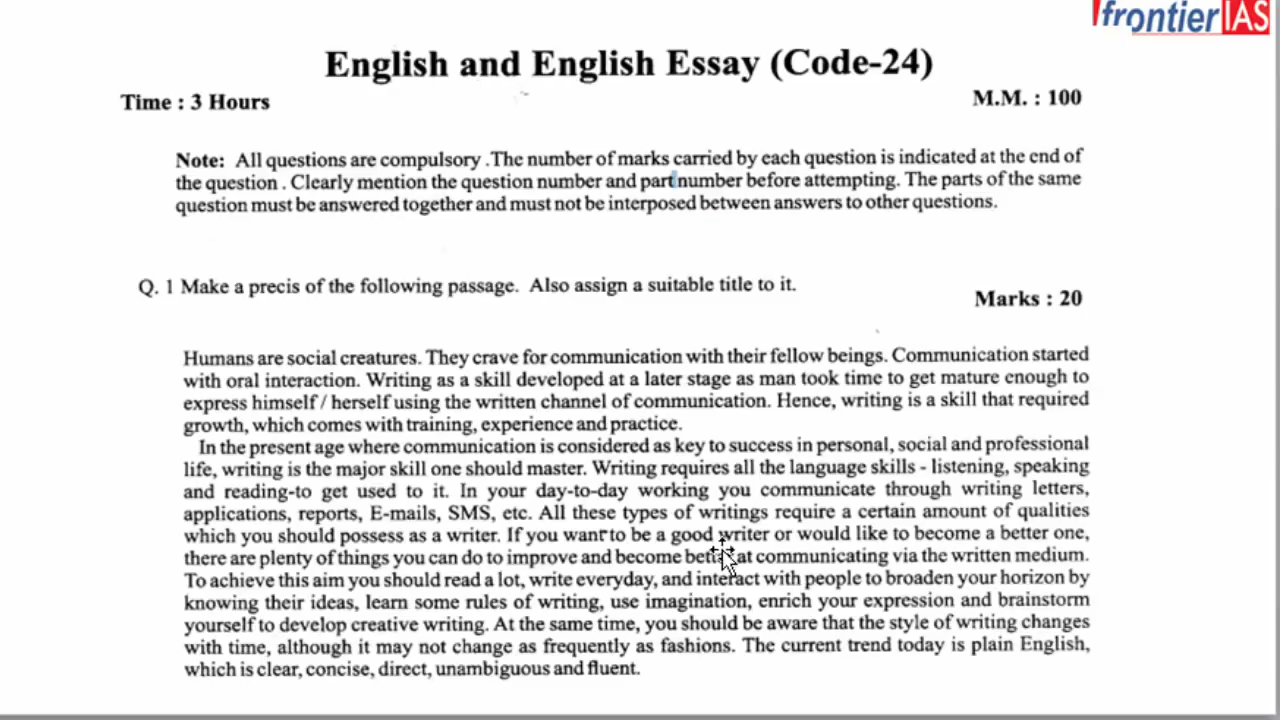 frontierIAS
English and English Essay (Code-24)
Time : 3 Hours
M.M. : 100
Note: All questions are compulsory .The number of marks carried by each question is indicated at the end of
the question . Clearly mention the question number and part number before attempting. The parts of the same
question must be answered together and must not be interposed between answers to other questions.
Q. 1 Make a precis of the following passage. Also assign a suitable title to it.
Marks : 20
Humans are social creatures. They crave for communication with their fellow beings. Communication started
with oral interaction. Writing as a skill developed at a later stage as man took time to get mature enough to
express himself / herself using the written channel of communication. Hence, writing is a skill that required
growth, which comes with training, experience and practice.
In the present age where communication is considered as key to success in personal, social and professional
life, writing is the major skill one should master. Writing requires all the language skills - listening, speaking
and reading-to get used to it. In your day-to-day working you communicate through writing letters,
applications, reports, E-mails, SMS, etc. All these types of writings require a certain amount of qualities
which you should possess as a writer. If you want to be a good writer or would like to become a better one,
there are plenty of things you can do to improve and become better at communicating via the written medium.
To achieve this aim you should read a lot, write everyday, and interact with people to broaden your horizon by
knowing their ideas, learn some rules of writing, use imagination, enrich your expression and brainstorm
yourself to develop creative writing. At the same time, you should be aware that the style of writing changes
with time, although it may not change as frequently as fashions. The current trend today is plain English,
which is clear, concise, direct, unambiguous and fluent.